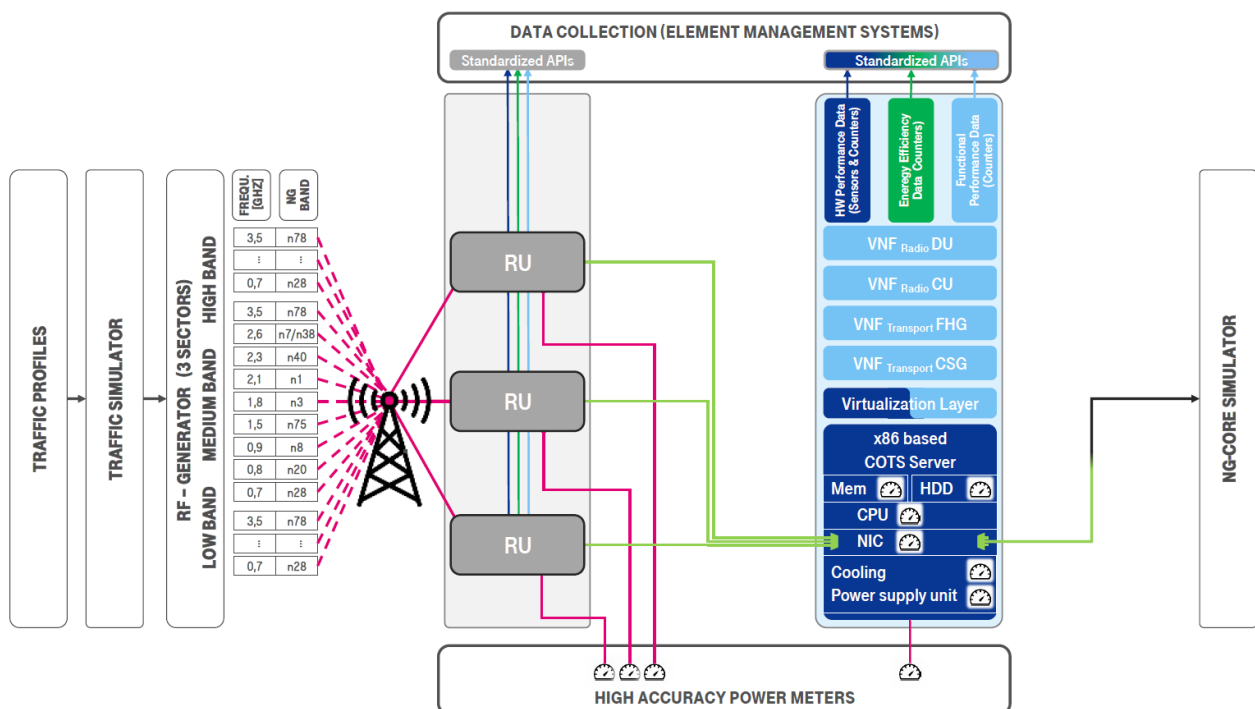 DATA COLLECTION (ELEMENT MANAGEMENT SYSTEMS)
Standardized APIs
Standardized APIs
TRAFFIC PROFILES
TRAFFIC SIMULATOR
RF – GENERATOR (3 SECTORS)
LOW BAND
MEDIUM BAND
HIGH BAND
FREQU.
[GHZ]
NG
BAND
3,5 n78
⋮ ⋮
0,7 n28
3,5 n78
2,6 n7/n38
2,3 n40
2,1 n1
1,8 n3
1,5 n75
0,9 n8
0,8 n20
0,7 n28
3,5 n78
⋮ ⋮
0,7 n28
RU
RU
RU
HW Performance Data
(Sensors & Counters)
Eneregy Efficiency
Data Counters)
Functional
Performance Data
(Counters)
VNF Radio DU
VNF Radio CU
VNF Transport FHG
VNF Transport CSG
Virtualization Layer
x86 based
COTS Server
Mem HDD
CPU
NIC
Cooling
Power supply unit
NG-CORE SIMULATOR
HIGH ACCURACY POWER METERS